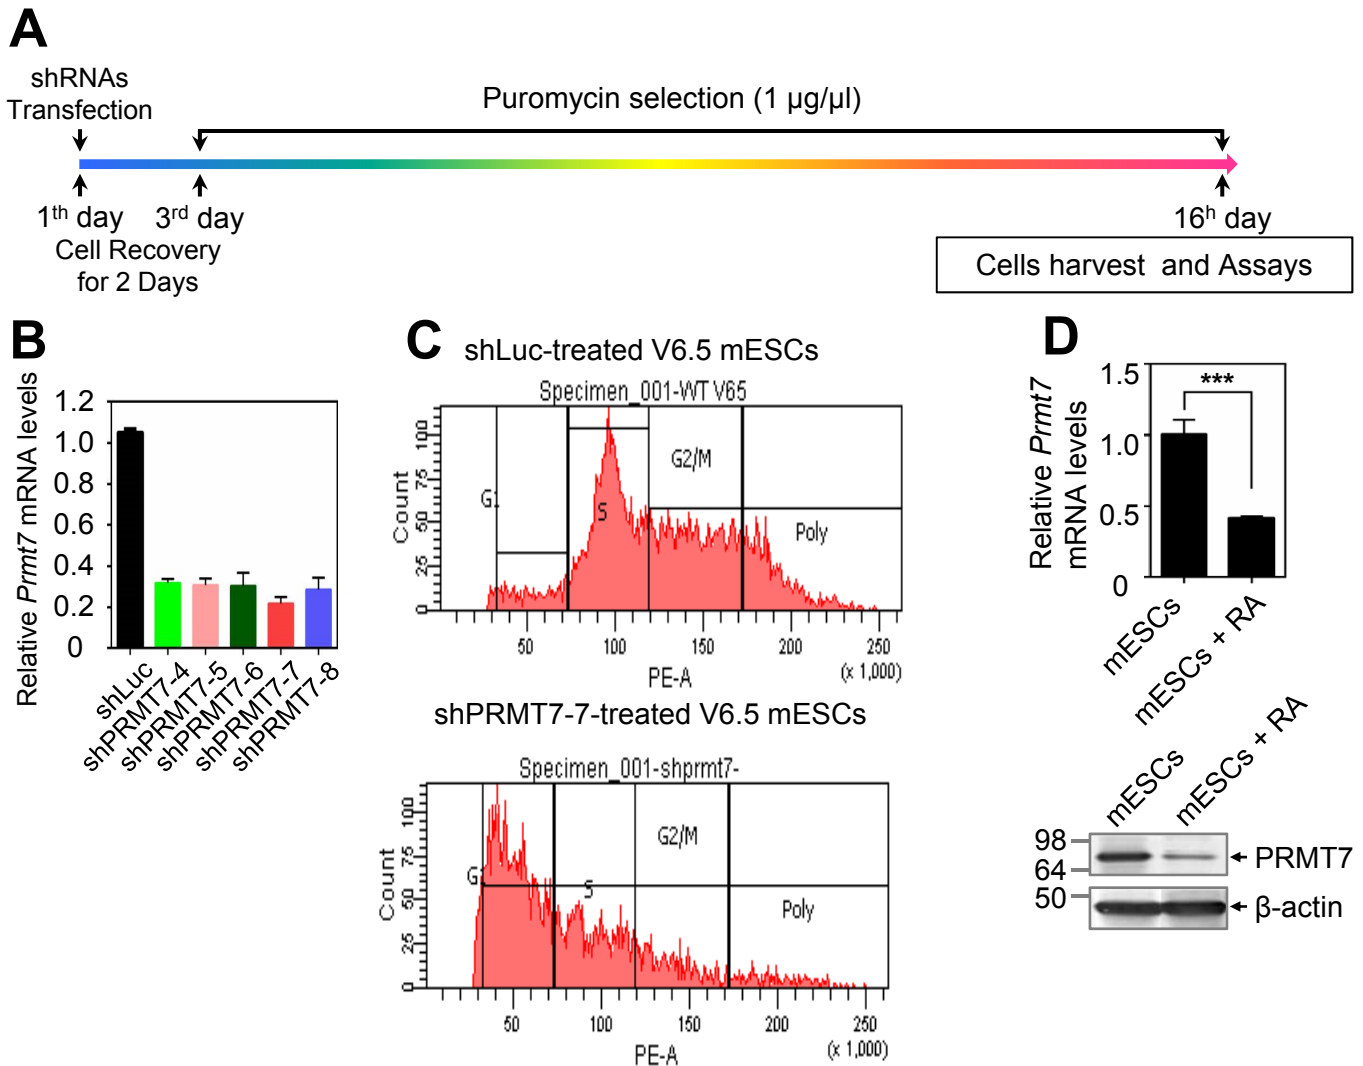 A
shRNAs
Transfection
Puromycin selection (1 µg/µl)
1th day
3rd day
16h day
Cell Recovery
for 2 Days
Cells harvest and Assays
B
Relative Prmt7 mRNA levels
1.2
1.0
0.8
0.6
0.4
0.2
0
shLuc
shPRMT7-4
shPRMT7-5
shPRMT7-6
shPRMT7-7
shPRMT7-8
C
shLuc-treated V6.5 mESCs
Specimen_001-WT V65
Count
100
75
50
25
0
G1
S
G2/M
Poly
50
100
150
200
250
PE-A
(x 1,000)
shPRMT7-7-treated V6.5 mESCs
Specimen_001-shprmt7-
Count
100
75
50
25
0
G
S
G2/M
Poly
50
100
150
200
250
PE-A
(x 1,000)
D
Relative Prmt7
mRNA levels
1.5
1.0
0.5
0
***
mESCs
mESCs + RA
mESCs
mESCs + RA
98
64
50
PRMT7
β-actin